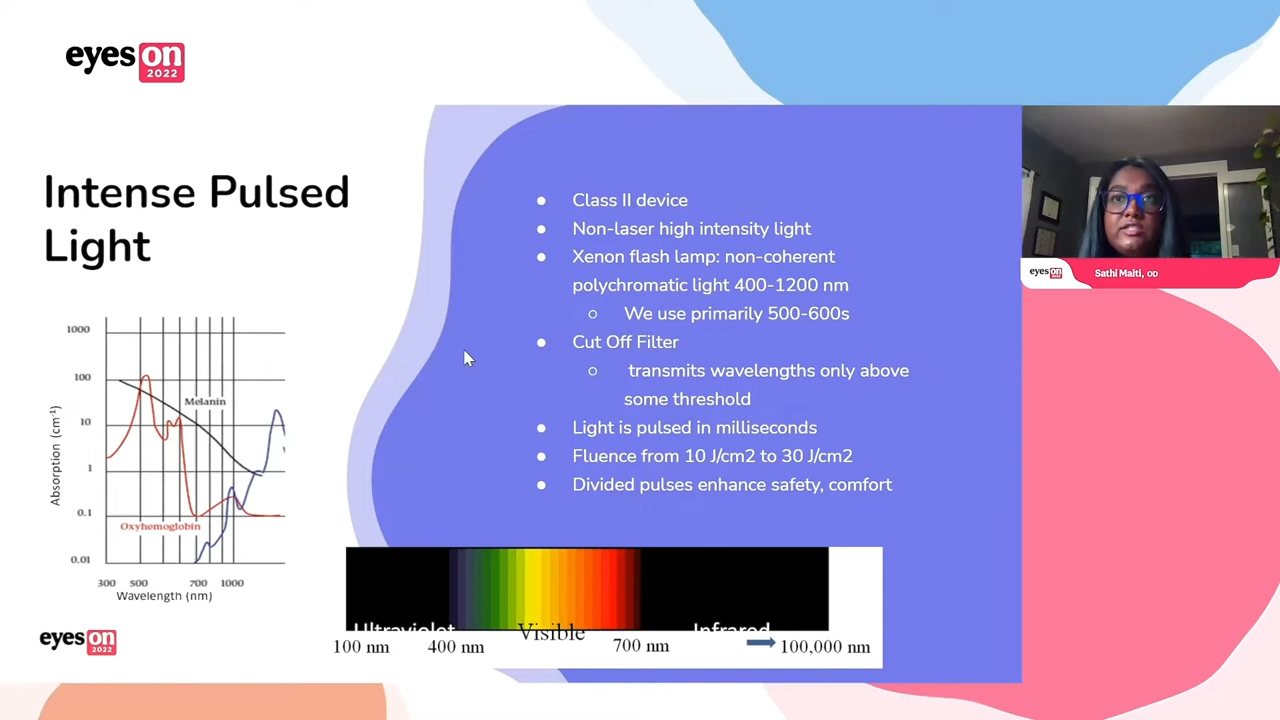 eyes on
2022
Intense Pulsed
Light
1000
100
10
1
0.1
0.01
Absorption (cm-1)
Melanin
Oxyhemoglobin
300 500 700 1000
Wavelength (nm)
eyes on
2022
● Class II device
● Non-laser high intensity light
● Xenon flash lamp: non-coherent
polychromatic light 400-1200 nm
○ We use primarily 500-600s
● Cut Off Filter
○ transmits wavelengths only above
some threshold
● Light is pulsed in milliseconds
● Fluence from 10 J/cm2 to 30 J/cm2
● Divided pulses enhance safety, comfort
Ultraviolet Visible Infrared
100 nm 400 nm 700 nm 100,000 nm
eyes on
2022
Sathi Maiti, OD